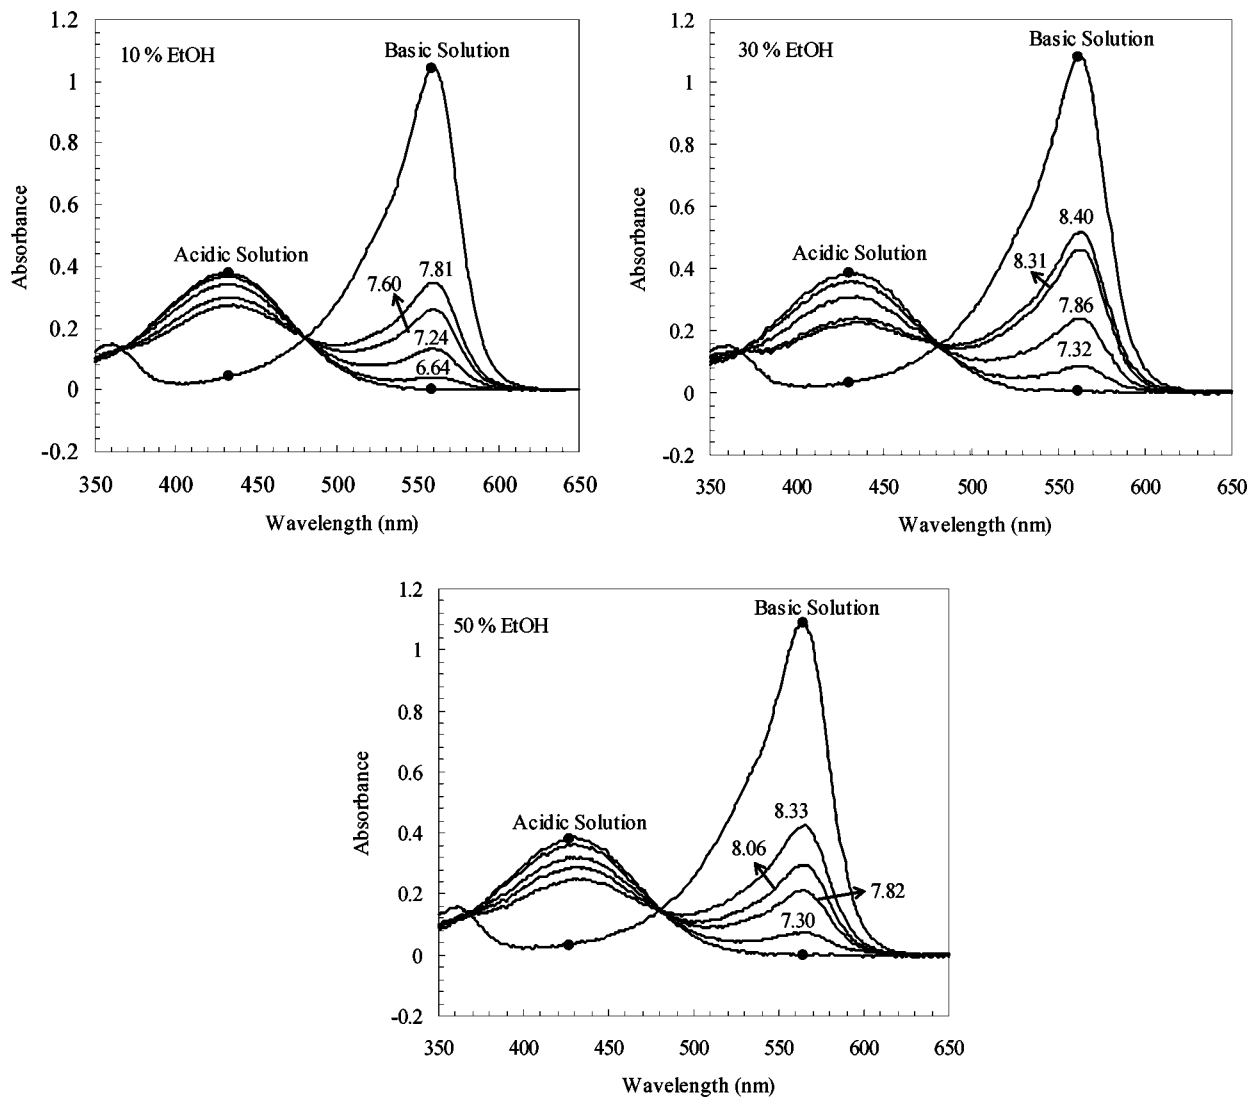 10 % EtOH
Basic Solution
Acidic Solution
7.60
7.81
7.24
6.64
1.2
1
0.8
0.6
0.4
0.2
0
-0.2
350 400 450 500 550 600 650
Absorbance
Wavelength (nm)
30 % EtOH
Basic Solution
Acidic Solution
8.40
8.31
7.86
7.32
1.2
1
0.8
0.6
0.4
0.2
0
-0.2
350 400 450 500 550 600 650
Absorbance
Wavelength (nm)
50 % EtOH
Basic Solution
Acidic Solution
8.33
8.06
7.82
7.30
1.2
1
0.8
0.6
0.4
0.2
0
-0.2
350 400 450 500 550 600 650
Absorbance
Wavelength (nm)